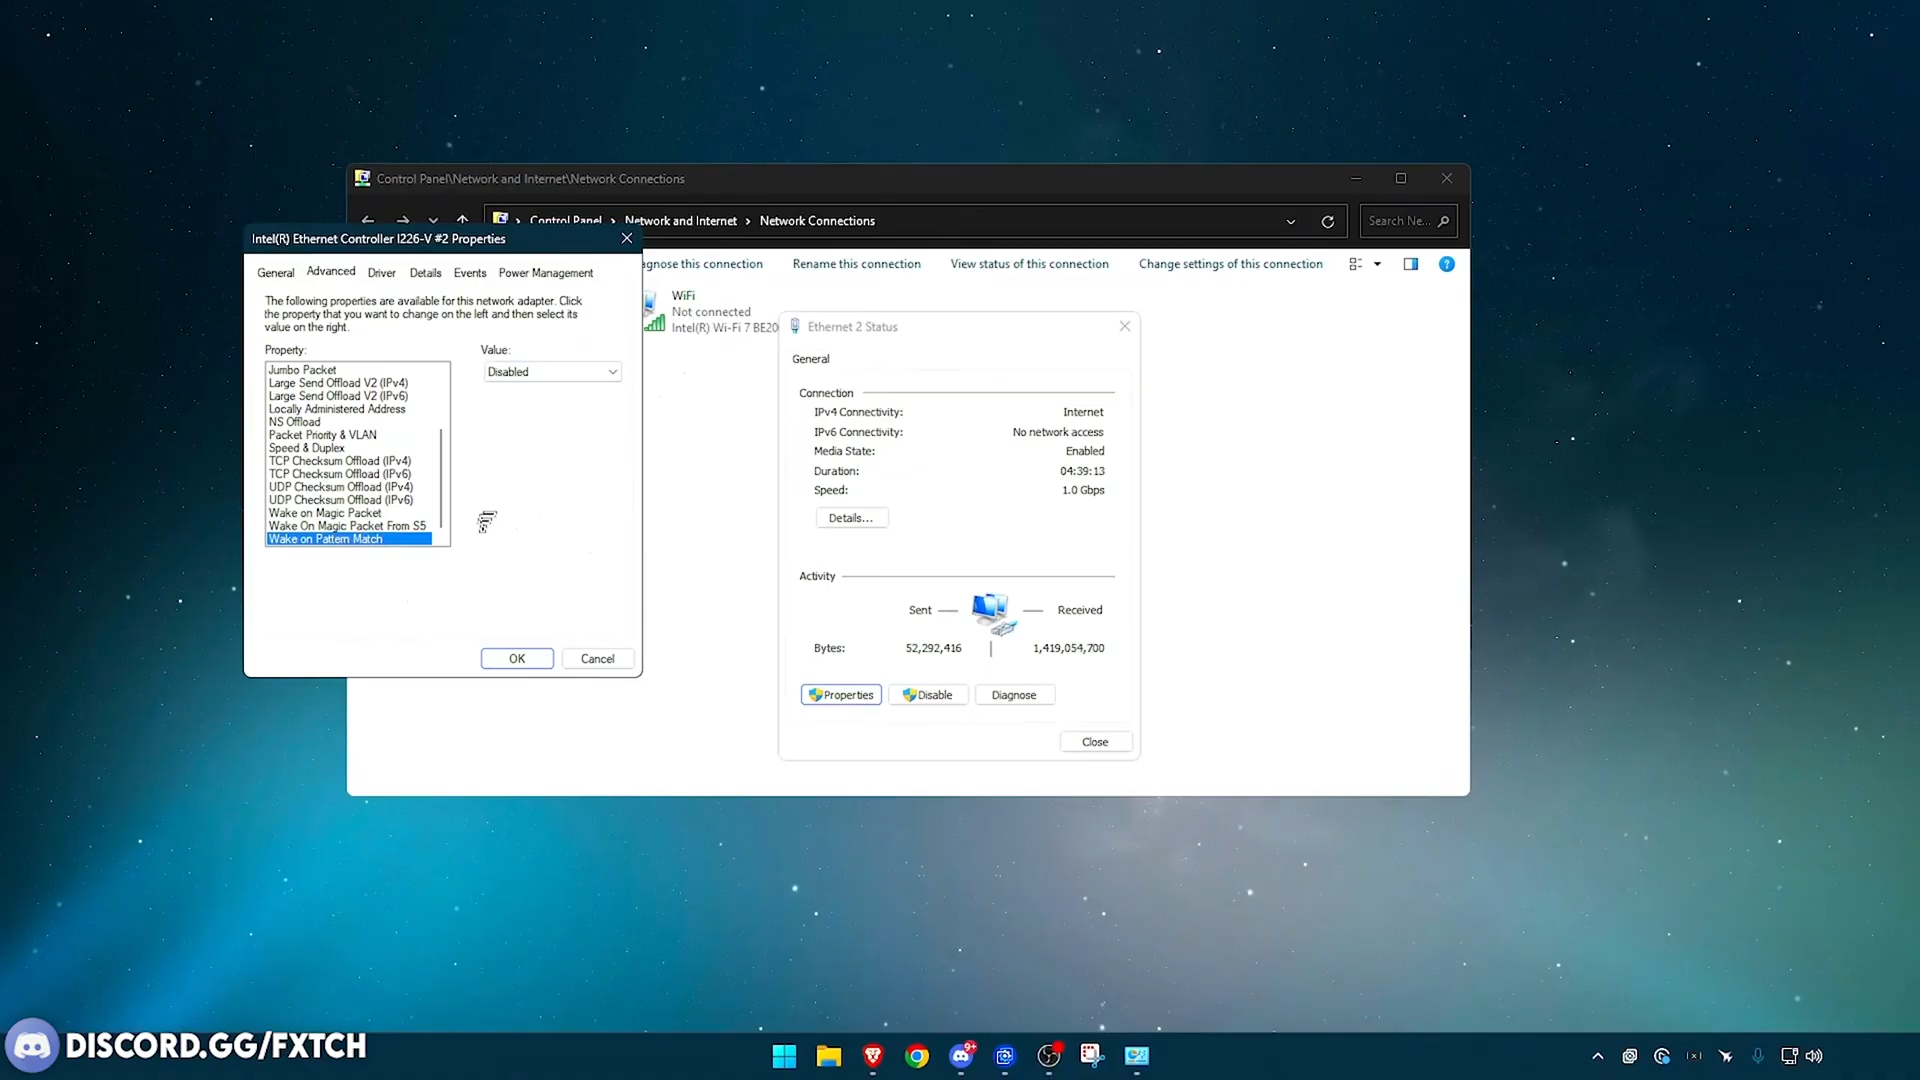 Control Panel\Network and Internet\Network Connections
Control Panel > Network and Internet > Network Connections
Search Ne...
Intel(R) Ethernet Controller I226-V #2 Properties
agnose this connection
Rename this connection
View status of this connection
Change settings of this connection
General
Advanced
Driver
Details
Events
Power Management
The following properties are available for this network adapter. Click
the property that you want to change on the left and then select its
value on the right.
Property:
Value:
Jumbo Packet
Large Send Offload V2 (IPv4)
Large Send Offload V2 (IPv6)
Locally Administered Address
NS Offload
Packet Priority & VLAN
Speed & Duplex
TCP Checksum Offload (IPv4)
TCP Checksum Offload (IPv6)
UDP Checksum Offload (IPv4)
UDP Checksum Offload (IPv6)
Wake on Magic Packet
Wake On Magic Packet From S5
Wake on Pattern Match
Disabled
OK
Cancel
WiFi
Not connected
Intel(R) Wi-Fi 7 BE20
Ethernet 2 Status
General
Connection
IPv4 Connectivity: Internet
IPv6 Connectivity: No network access
Media State: Enabled
Duration: 04:39:13
Speed: 1.0 Gbps
Details...
Activity
Sent
Received
Bytes: 52,292,416 1,419,054,700
Properties
Disable
Diagnose
Close
DISCORD.GG/FXTCH
9+